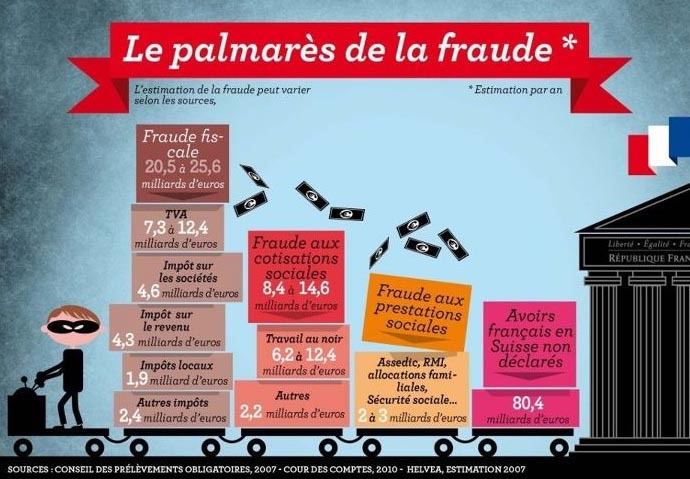 Le palmarès de la fraude *
L'estimation de la fraude peut varier
selon les sources,
* Estimation par an
Fraude fis-
cale
20,5 à 25,6
milliards d'euros
TVA
7,3 à 12,4
milliards d'euros
Impôt sur
les sociétés
4,6 milliards d'euros
Impôt sur
le revenu
4,3 milliards d'euros
Impôts locaux
1,9 milliard d'euros
Autres impôts
2,4 milliards d'euros
Fraude aux
cotisations
sociales
8,4 à 14,6
milliards d'euros
Travail au noir
6,2 à 12,4
milliards d'euros
Autres
2,2 milliards d'euros
Fraude aux
prestations
sociales
Assedic, RMI,
allocations fami-
liales,
Sécurité sociale...
2 à 3 milliards d'euros
Avoirs
français en
Suisse non
déclarés
80,4
milliards d'euros
Liberté • Égalité • Fr
RÉPUBLIQUE FRAN
SOURCES : CONSEIL DES PRÉLÈVEMENTS OBLIGATOIRES, 2007 - COUR DES COMPTES, 2010 - HELVEA, ESTIMATION 2007